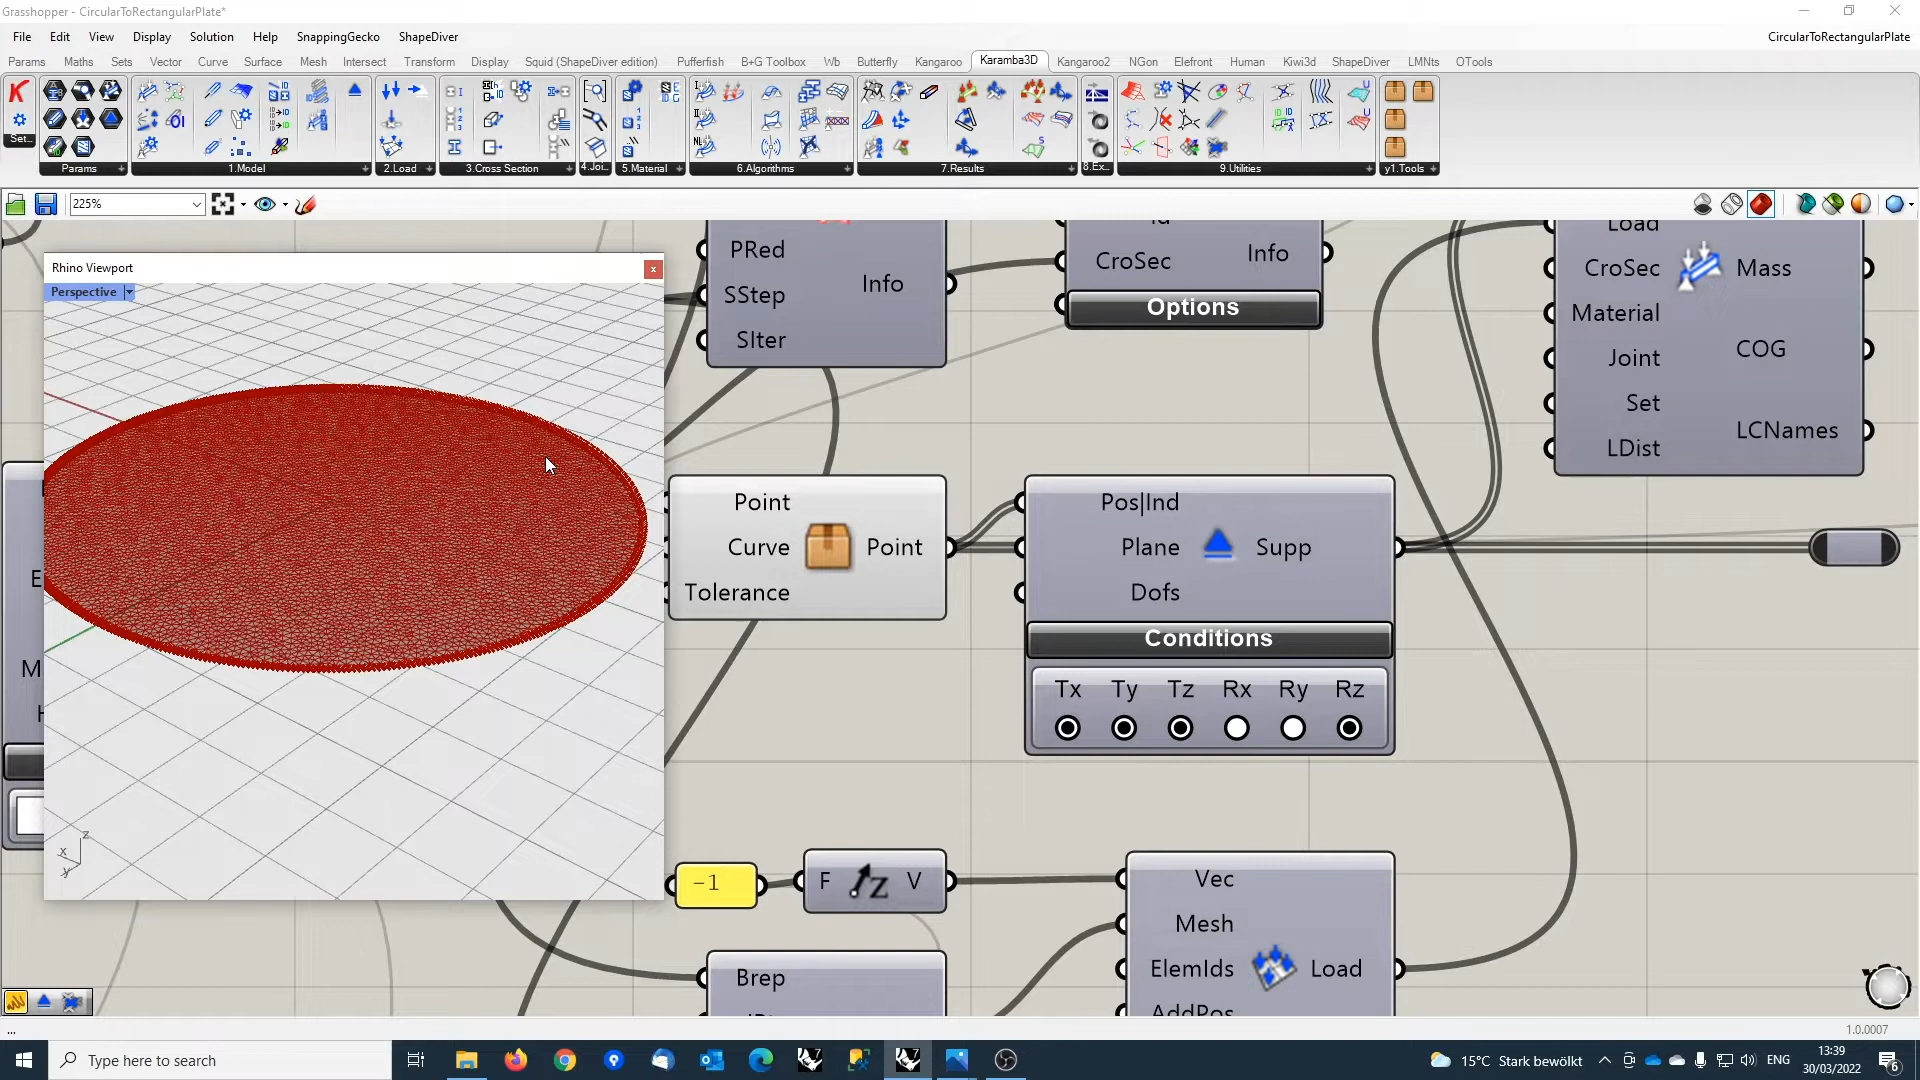 Grasshopper - CircularToRectangularPlate*
File Edit View Display Solution Help SnappingGecko ShapeDiver CircularToRectangularPlate
Params Maths Sets Vector Curve Surface Mesh Intersect Transform Display Squid (ShapeDiver edition) Pufferfish B+G Toolbox Wb Butterfly Kangaroo Karamba3D Kangaroo2 NGon Elefront Human Kiwi3d ShapeDiver LMNts OTools
Set... Params 1.Model 2.Load 3.Cross Section 4.Joi... 5.Material 6.Algorithms 7.Results 8.Ex... 9.Utilities y1.Tools
225%
Rhino Viewport
Perspective
z
x
y
PRed
SStep
SIter
Info
CroSec
Info
Options
Load
CroSec
Material
Joint
Set
LDist
Mass
COG
LCNames
Point
Curve
Tolerance
Point
Pos|Ind
Plane
Dofs
Supp
Conditions
Tx Ty Tz Rx Ry Rz
-1
F Z V
Vec
Mesh
ElemIds
AddPos
Load
Brep
...
1.0.0007
Type here to search
15°C Stark bewölkt
ENG
13:39
30/03/2022
6